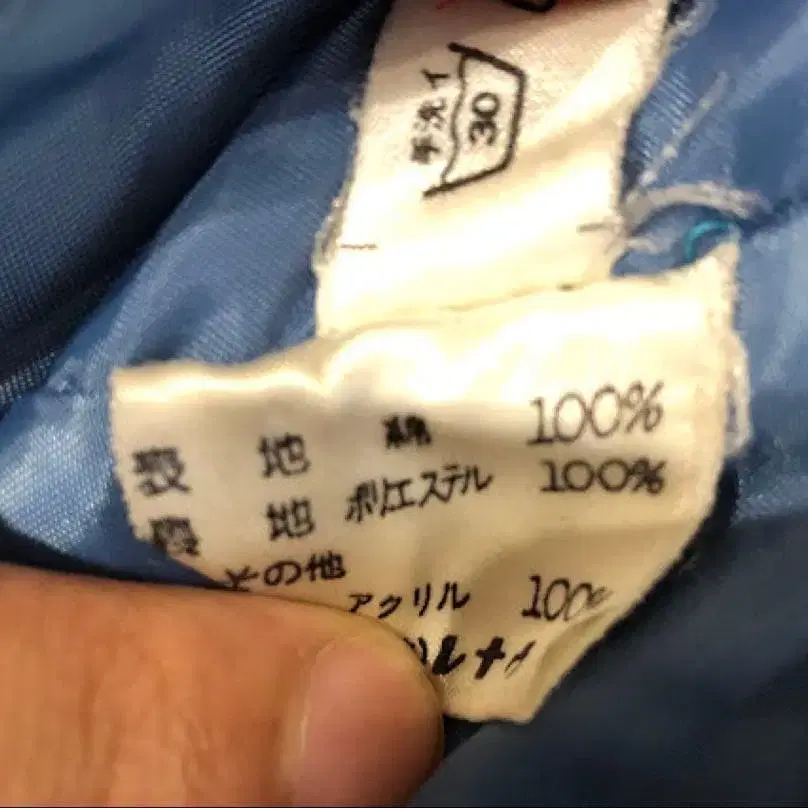 手洗イ
30
表 地 綿 100%
裏 地 ポリエステル 100%
その他
アクリル 100%